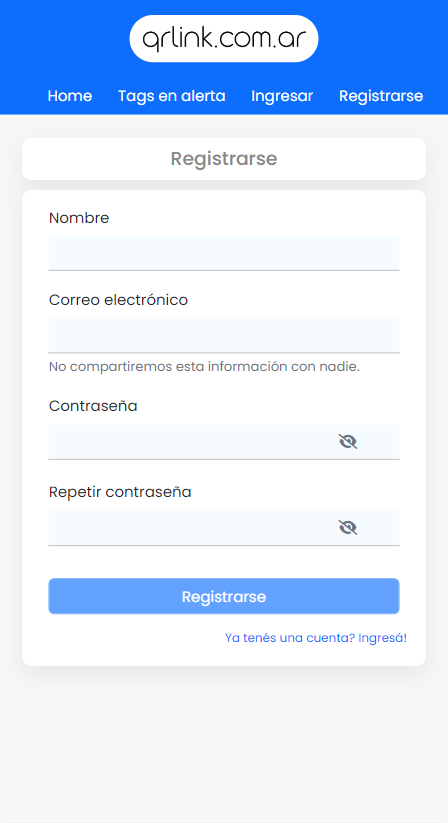 qrlink.com.ar
Home Tags en alerta Ingresar Registrarse
Registrarse
Nombre
Correo electrónico
No compartiremos esta información con nadie.
Contraseña
Repetir contraseña
Registrarse
Ya tenés una cuenta? Ingresá!